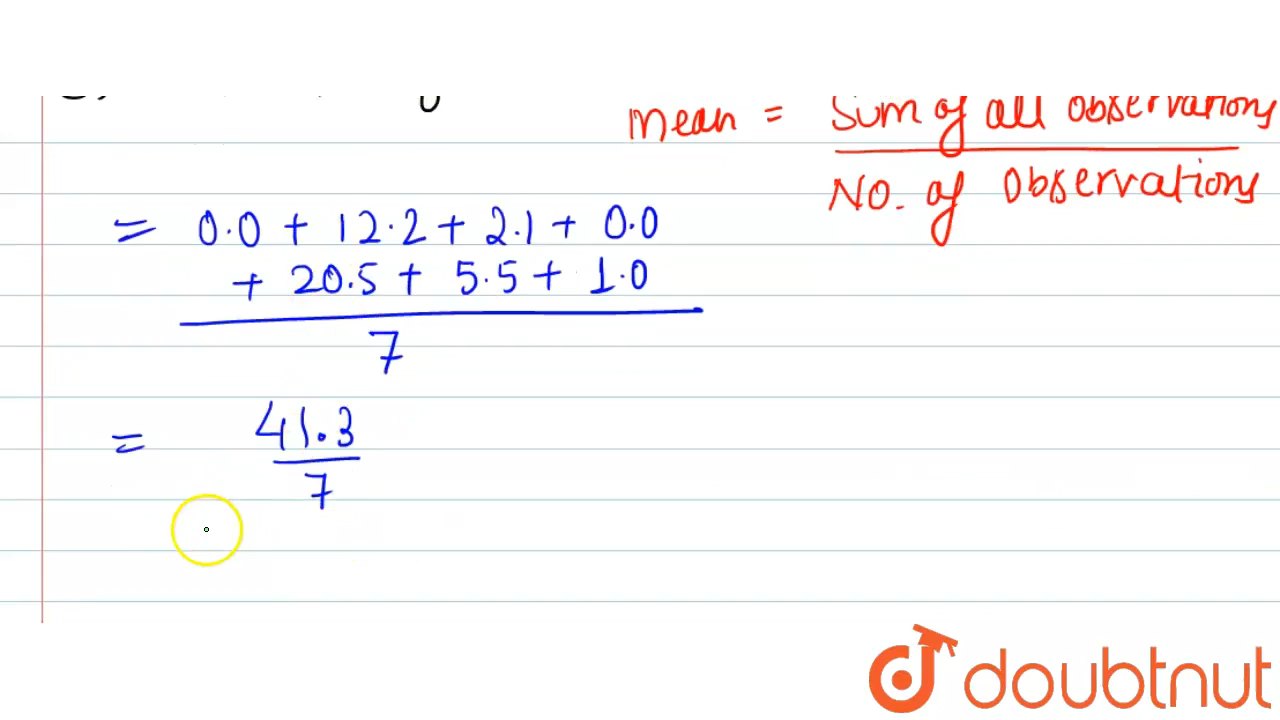 mean = Sum of all observations
No. of observations
= 0.0 + 12.2 + 2.1 + 0.0
+ 20.5 + 5.5 + 1.0
7
= 41.3
7
doubtnut